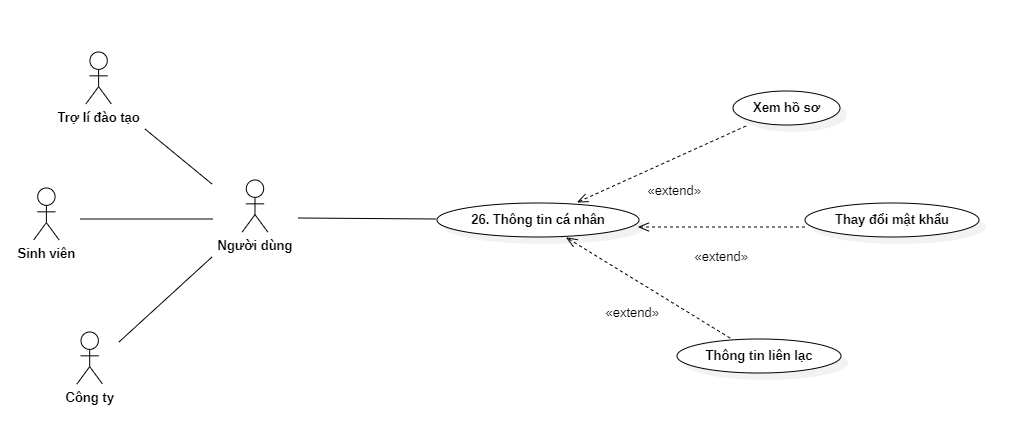 Trợ lí đào tạo
Xem hồ sơ
«extend»
Sinh viên
Người dùng
26. Thông tin cá nhân
Thay đổi mật khẩu
«extend»
«extend»
Thông tin liên lạc
Công ty